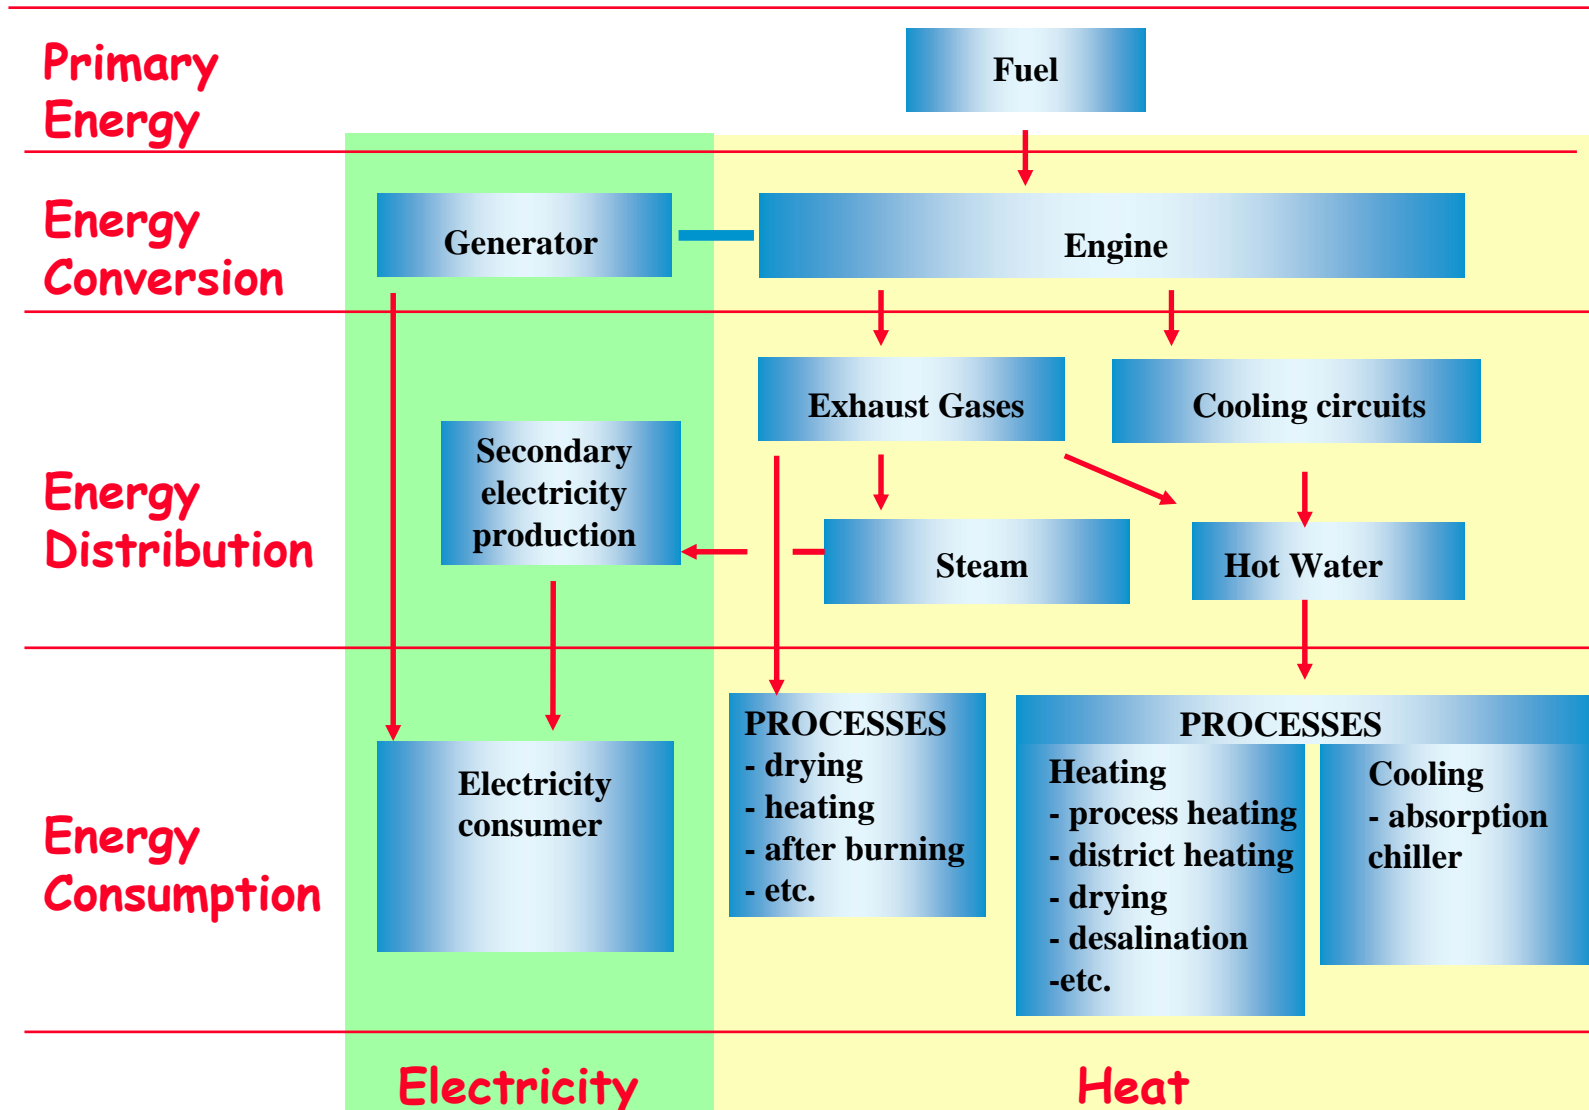 Primary
Energy
Fuel
Energy
Conversion
Generator
Engine
Exhaust Gases
Cooling circuits
Energy
Distribution
Secondary
electricity
production
Steam
Hot Water
Energy
Consumption
Electricity
consumer
PROCESSES
- drying
- heating
- after burning
- etc.
PROCESSES
Heating
- process heating
- district heating
- drying
- desalination
-etc.
Cooling
- absorption
chiller
Electricity
Heat